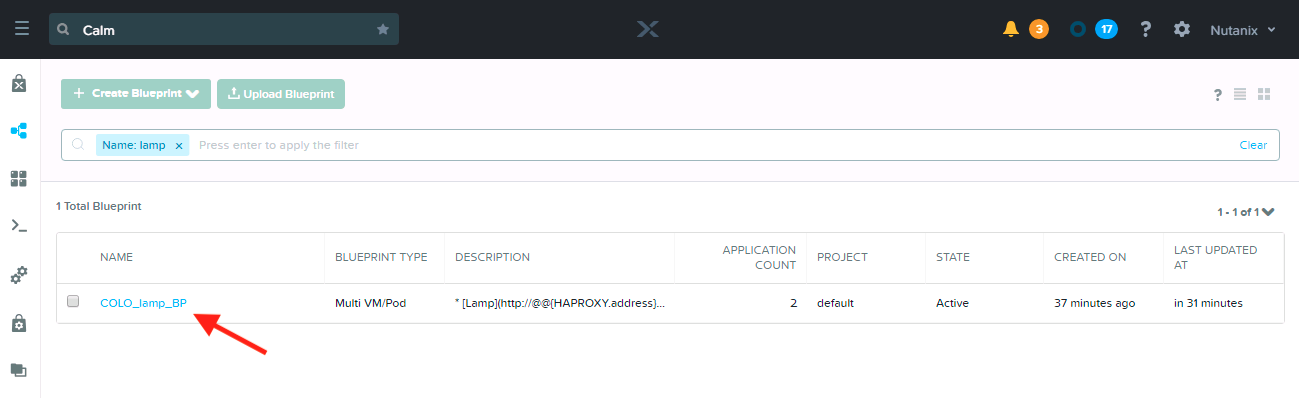 Calm
3
17
?
Nutanix
+ Create Blueprint
Upload Blueprint
?
Name: lamp ×
Press enter to apply the filter
Clear
1 Total Blueprint
1 - 1 of 1
NAME
BLUEPRINT TYPE
DESCRIPTION
APPLICATION
COUNT
PROJECT
STATE
CREATED ON
LAST UPDATED
AT
COLO_lamp_BP
Multi VM/Pod
* [Lamp](http://@@{HAPROXY.address}...
2
default
Active
37 minutes ago
in 31 minutes